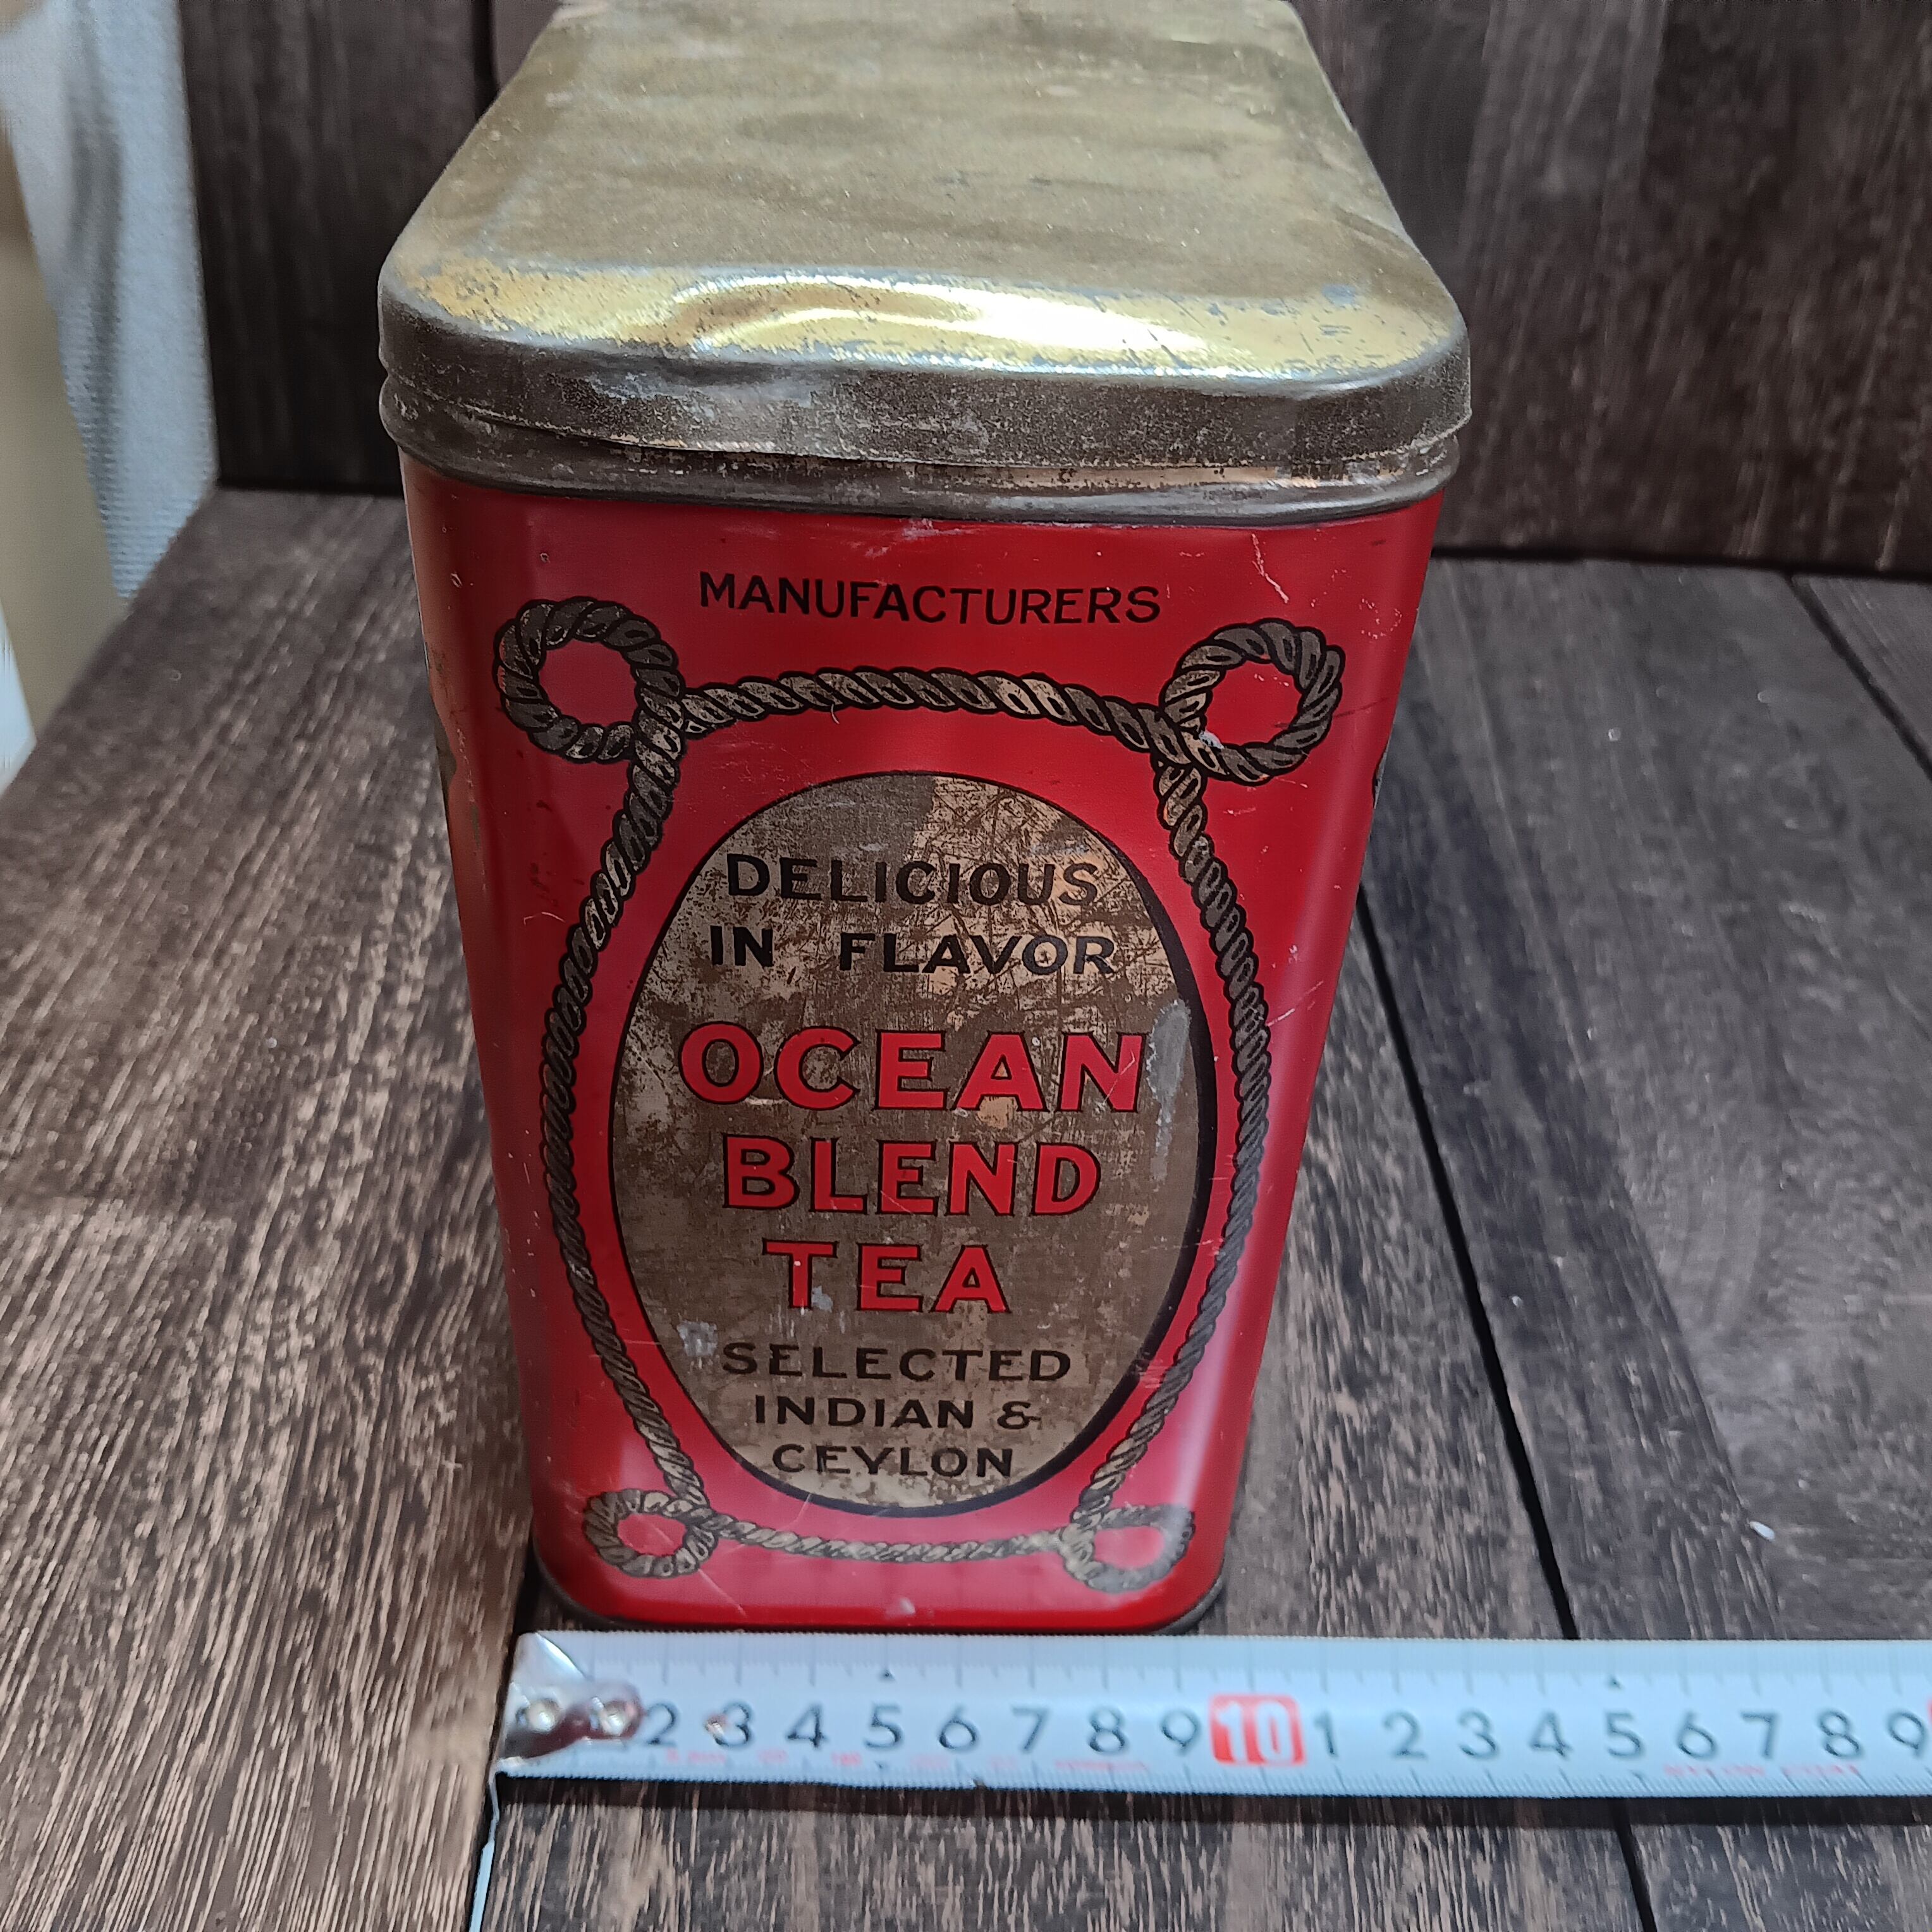 MANUFACTURERS
DELICIOUS
IN FLAVOR
OCEAN
BLEND
TEA
SELECTED
INDIAN &
CEYLON
2 3 4 5 6 7 8 9 10 1 2 3 4 5 6 7 8 9